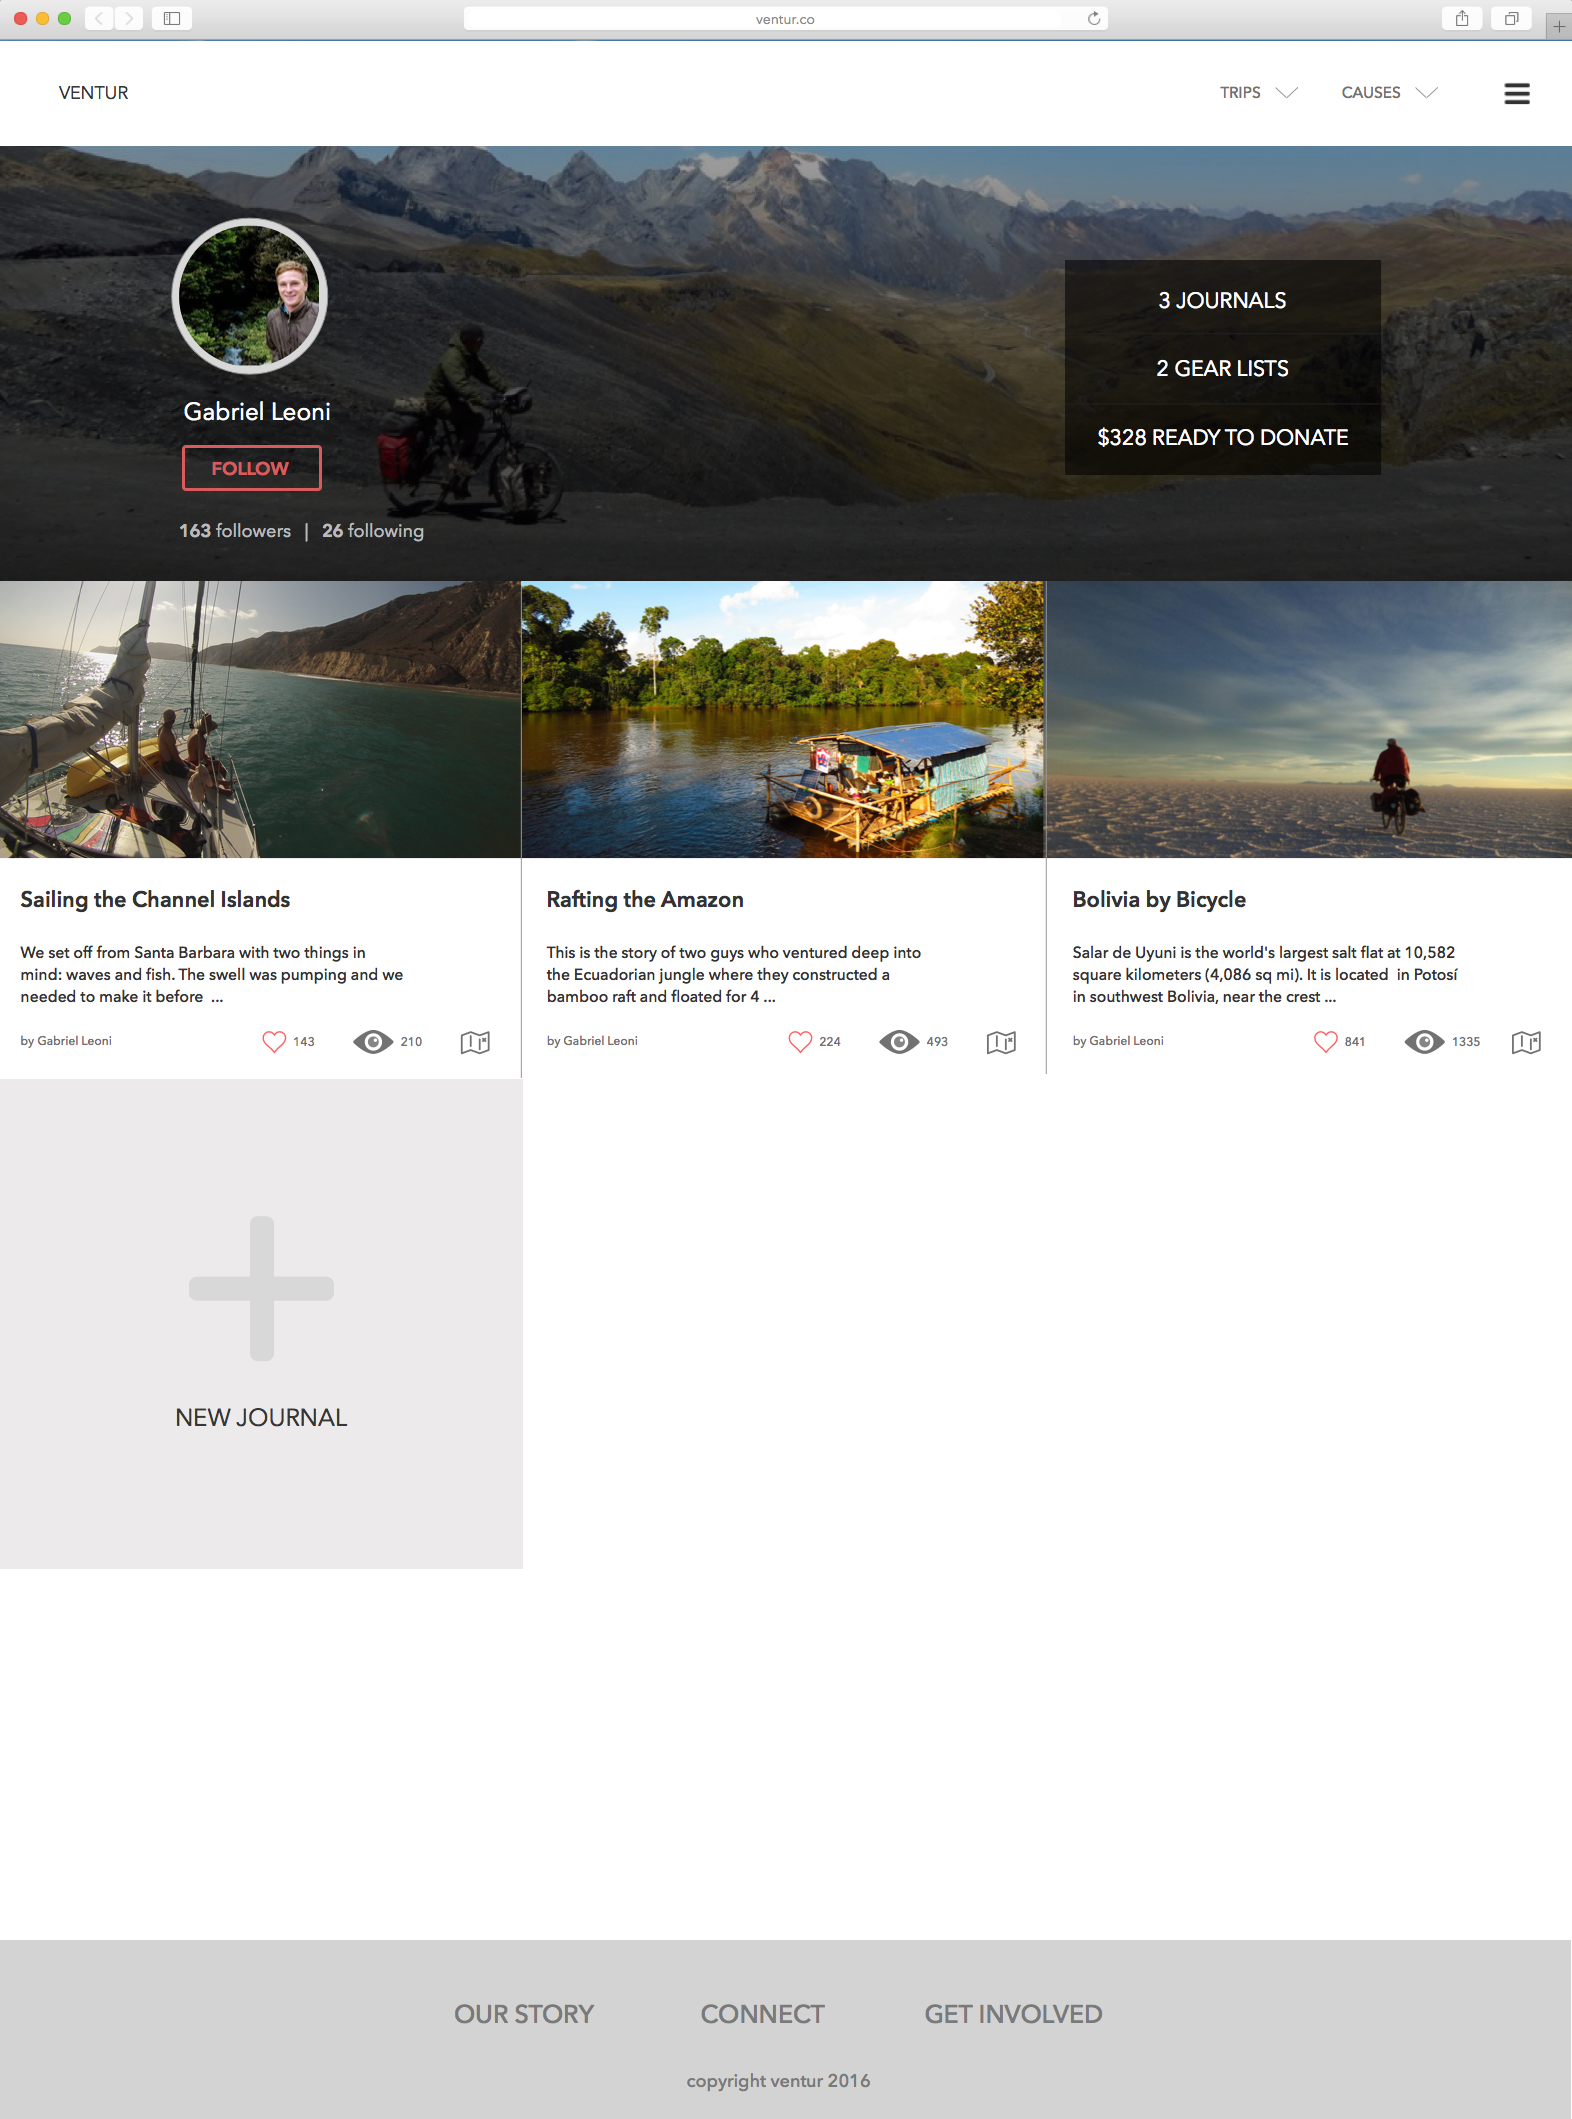 ventur.co
VENTUR
TRIPS
CAUSES
3 JOURNALS
2 GEAR LISTS
$328 READY TO DONATE
Gabriel Leoni
FOLLOW
163 followers | 26 following
Sailing the Channel Islands
We set off from Santa Barbara with two things in
mind: waves and fish. The swell was pumping and we
needed to make it before ...
by Gabriel Leoni
143
210
Rafting the Amazon
This is the story of two guys who ventured deep into
the Ecuadorian jungle where they constructed a
bamboo raft and floated for 4 ...
by Gabriel Leoni
224
493
Bolivia by Bicycle
Salar de Uyuni is the world's largest salt flat at 10,582
square kilometers (4,086 sq mi). It is located in Potosí
in southwest Bolivia, near the crest ...
by Gabriel Leoni
841
1335
NEW JOURNAL
OUR STORY
CONNECT
GET INVOLVED
copyright ventur 2016